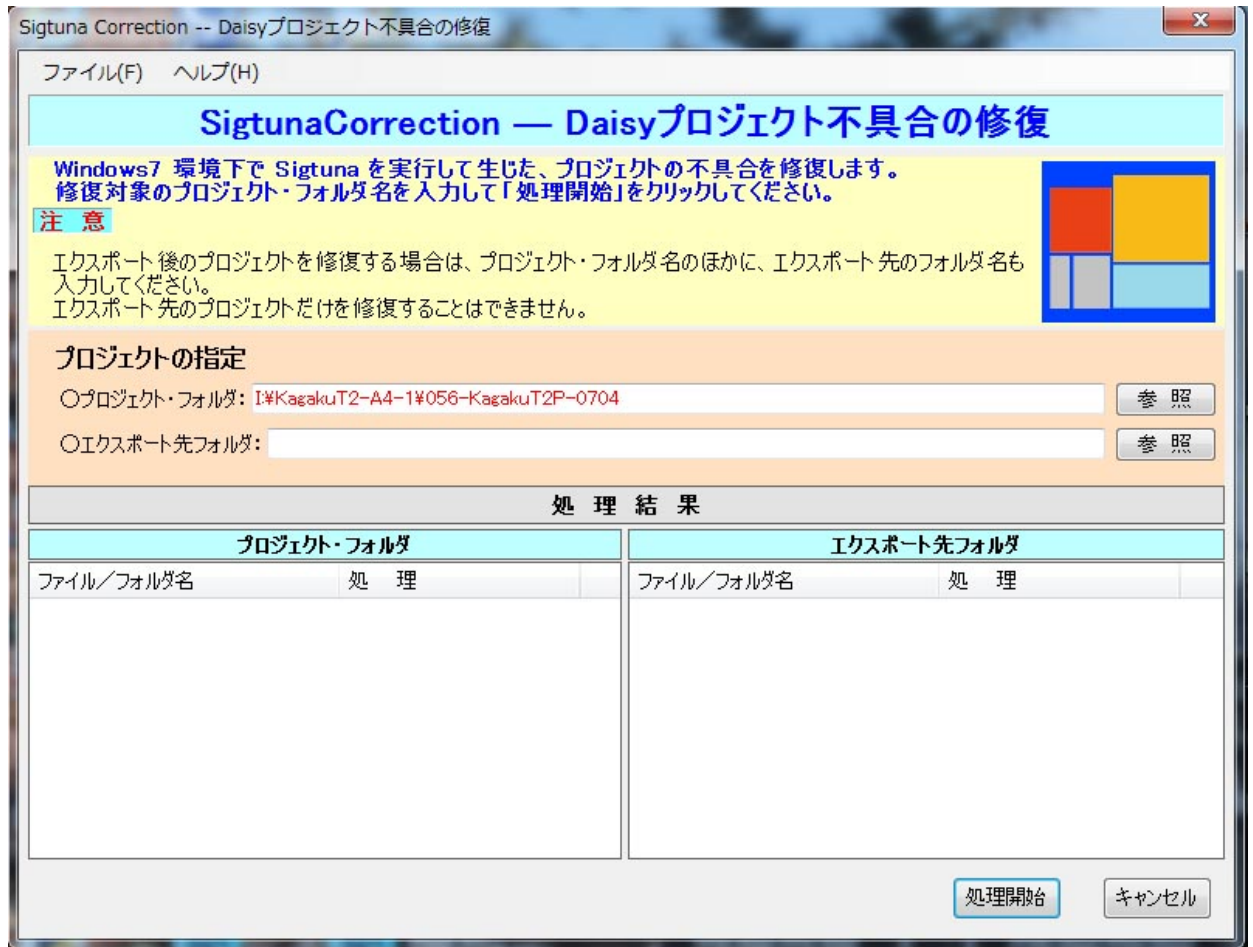 Sigtuna Correction -- Daisyプロジェクト不具合の修復
ファイル(F) ヘルプ(H)
SigtunaCorrection — Daisyプロジェクト不具合の修復
Windows7 環境下で Sigtuna を実行して生じた、プロジェクトの不具合を修復します。
修復対象のプロジェクト・フォルダ名を入力して「処理開始」をクリックしてください。
注 意
エクスポート後のプロジェクトを修復する場合は、プロジェクト・フォルダ名のほかに、エクスポート先のフォルダ名も
入力してください。
エクスポート先のプロジェクトだけを修復することはできません。
プロジェクトの指定
○プロジェクト・フォルダ: I:¥KagakuT2-A4-1¥056-KagakuT2P-0704 参 照
○エクスポート先フォルダ: 参 照
処 理 結 果
プロジェクト・フォルダ エクスポート先フォルダ
ファイル／フォルダ名 処 理 ファイル／フォルダ名 処 理
処理開始 キャンセル